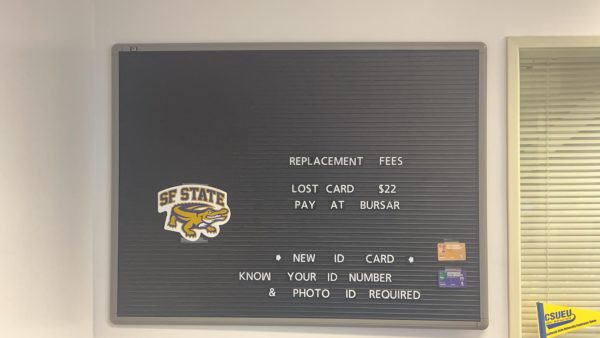 REPLACEMENT FEES
LOST CARD $22
PAY AT BURSAR
SF STATE
NEW ID CARD
KNOW YOUR ID NUMBER
& PHOTO ID REQUIRED
CSUEU